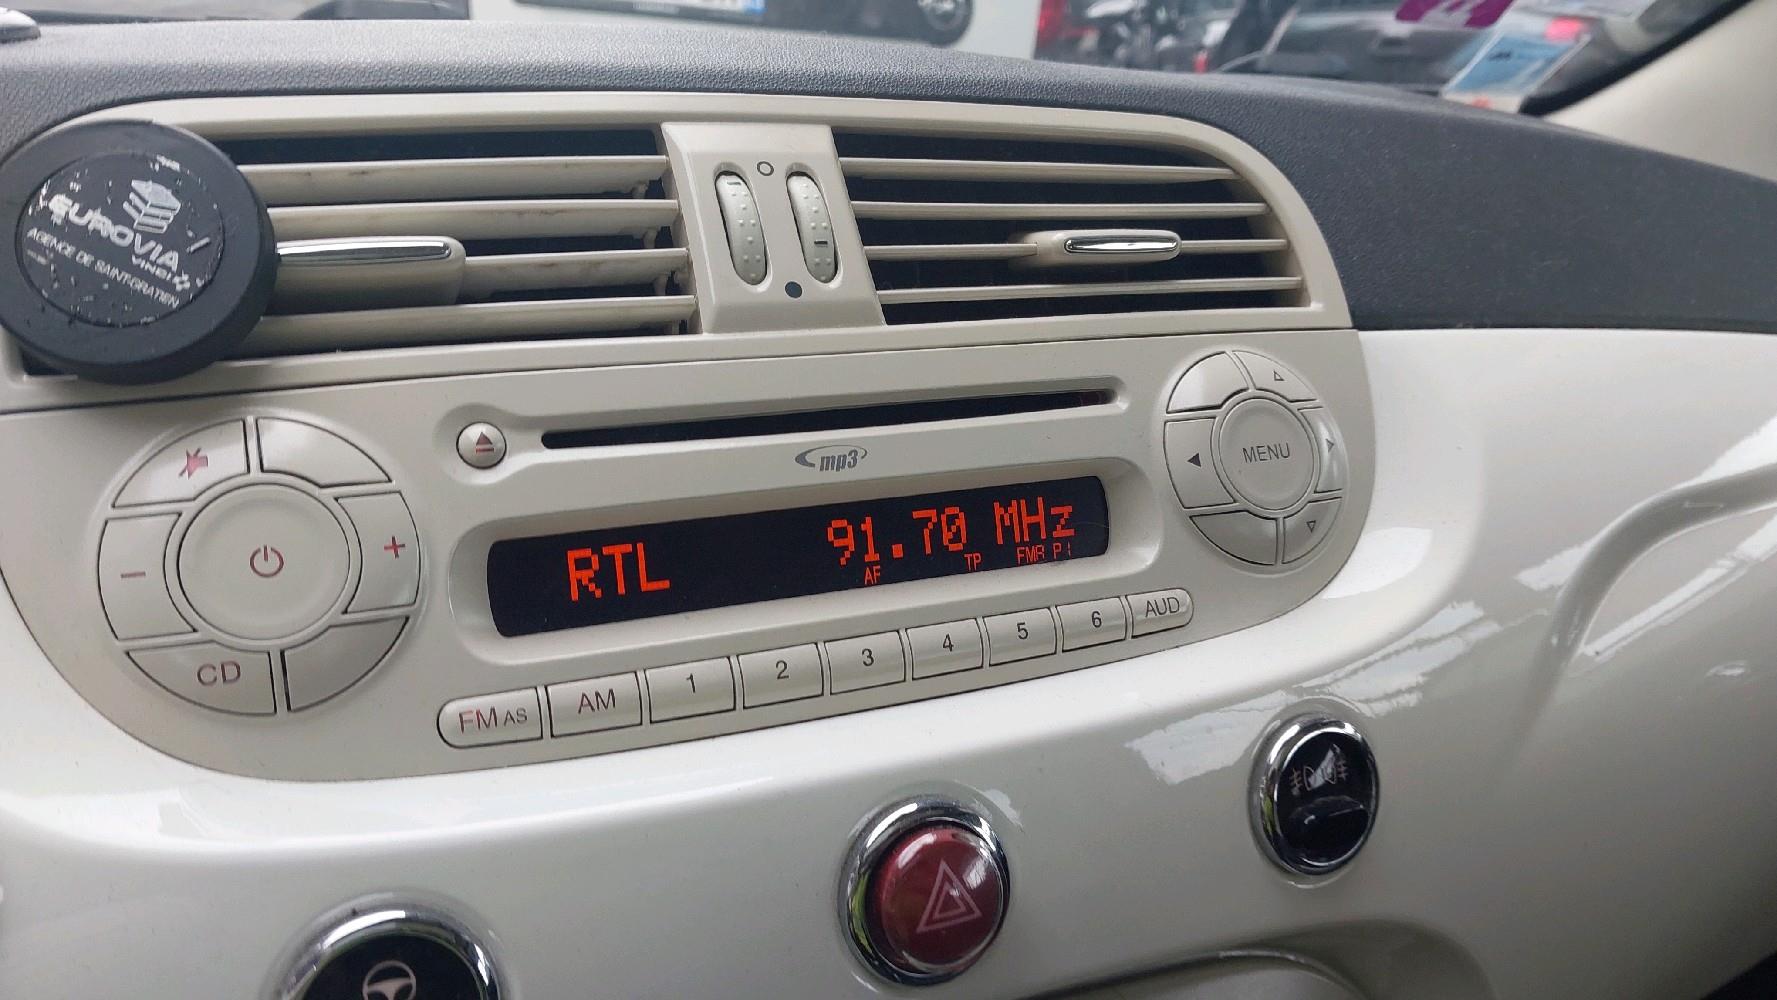 EUROVIA
VINCI
AGENCE DE SAINT-GRATIEN
mp3
MENU
RTL 91.70 MHz
AF TP FMA P1
CD
FM AS AM 1 2 3 4 5 6 AUD